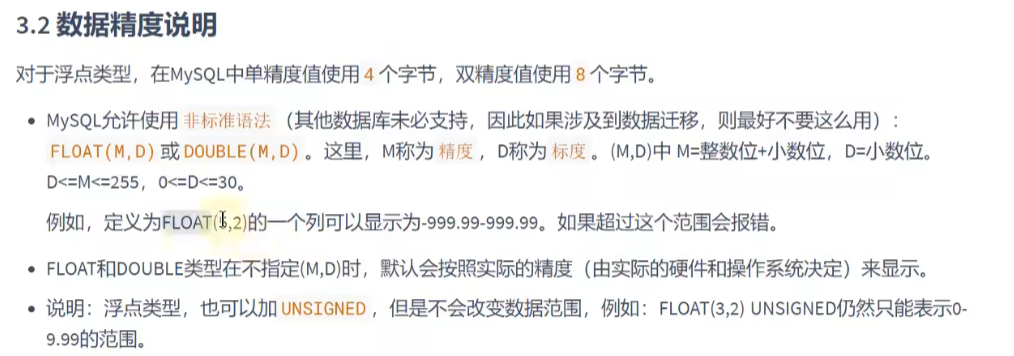 3.2 数据精度说明
对于浮点类型，在MySQL中单精度值使用 4 个字节，双精度值使用 8 个字节。
• MySQL允许使用 非标准语法 （其他数据库未必支持，因此如果涉及到数据迁移，则最好不要这么用）：
FLOAT(M,D) 或 DOUBLE(M,D) 。这里，M称为 精度 ，D称为 标度 。(M,D)中 M=整数位+小数位，D=小数位。
D<=M<=255，0<=D<=30。
例如，定义为FLOAT(5,2)的一个列可以显示为-999.99-999.99。如果超过这个范围会报错。
• FLOAT和DOUBLE类型在不指定(M,D)时，默认会按照实际的精度（由实际的硬件和操作系统决定）来显示。
• 说明：浮点类型，也可以加 UNSIGNED ，但是不会改变数据范围，例如：FLOAT(3,2) UNSIGNED仍然只能表示0-
9.99的范围。